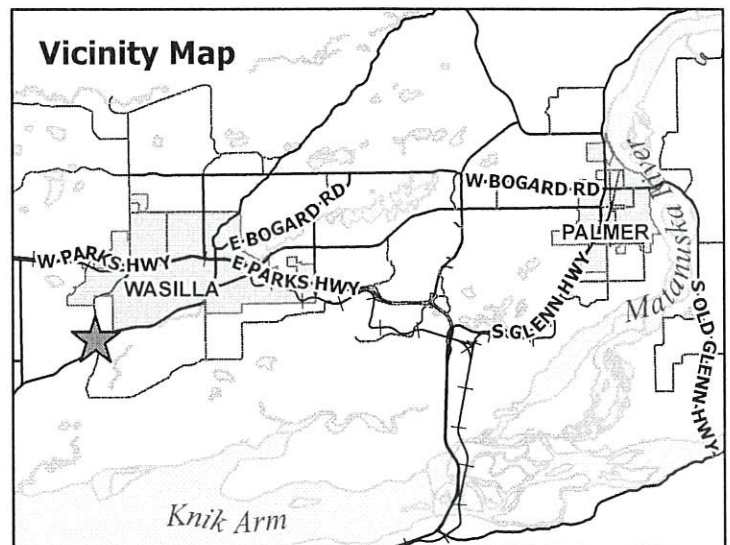 Vicinity Map
W BOGARD RD
E BOGARD RD
PALMER
Matanuska River
W PARKS HWY
E PARKS HWY
WASILLA
S GLENN HWY
S OLD GLENN HWY
Knik Arm